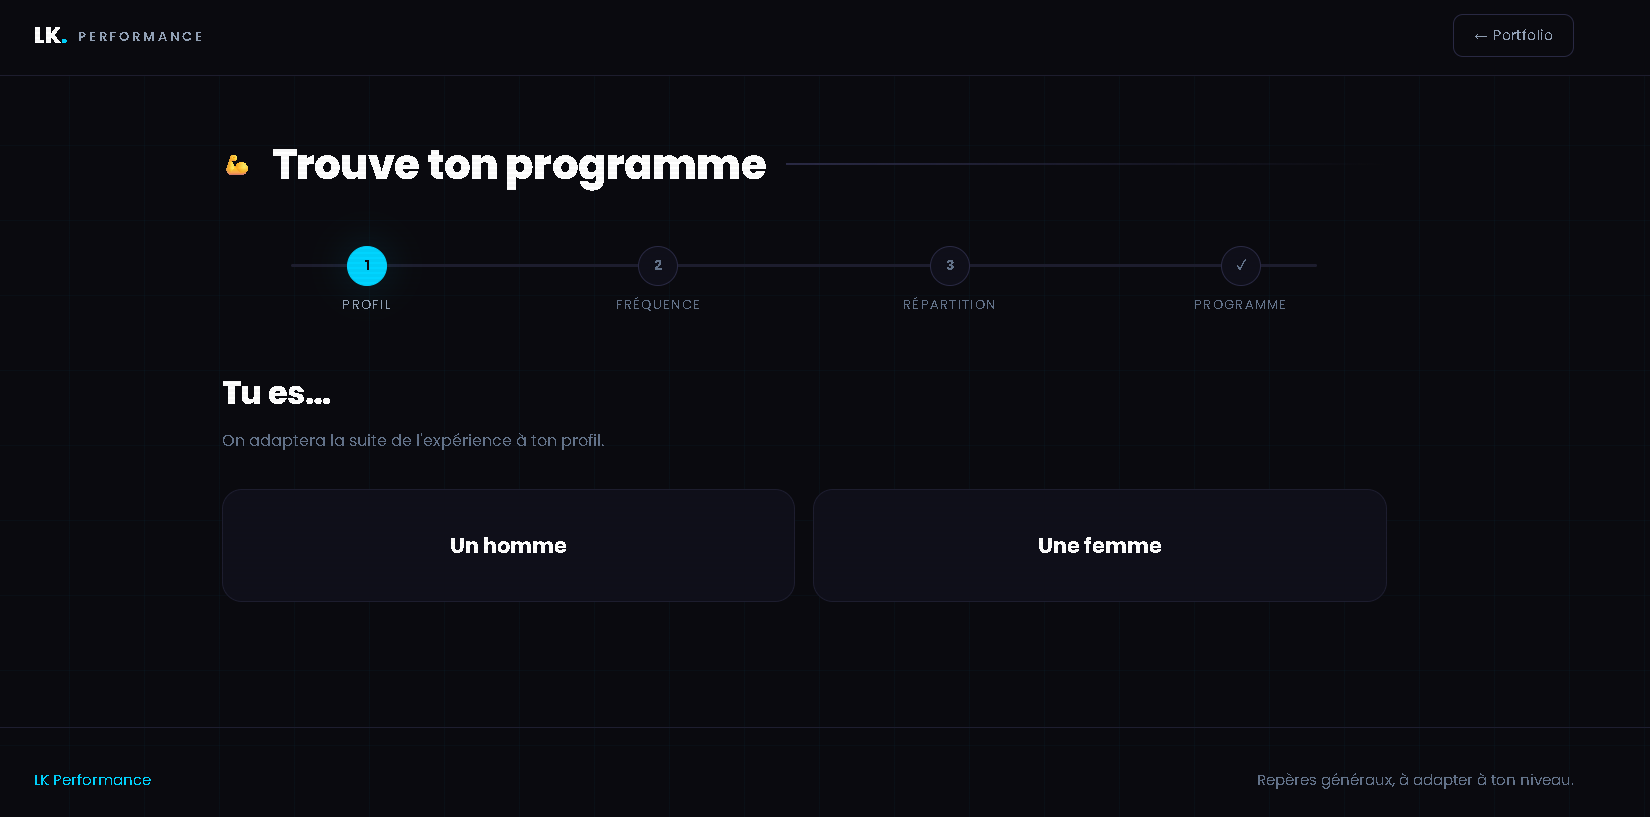 LK. PERFORMANCE
← Portfolio
💪 Trouve ton programme
1
2
3
✓
PROFIL
FRÉQUENCE
RÉPARTITION
PROGRAMME
Tu es...
On adaptera la suite de l'expérience à ton profil.
Un homme
Une femme
LK Performance
Repères généraux, à adapter à ton niveau.